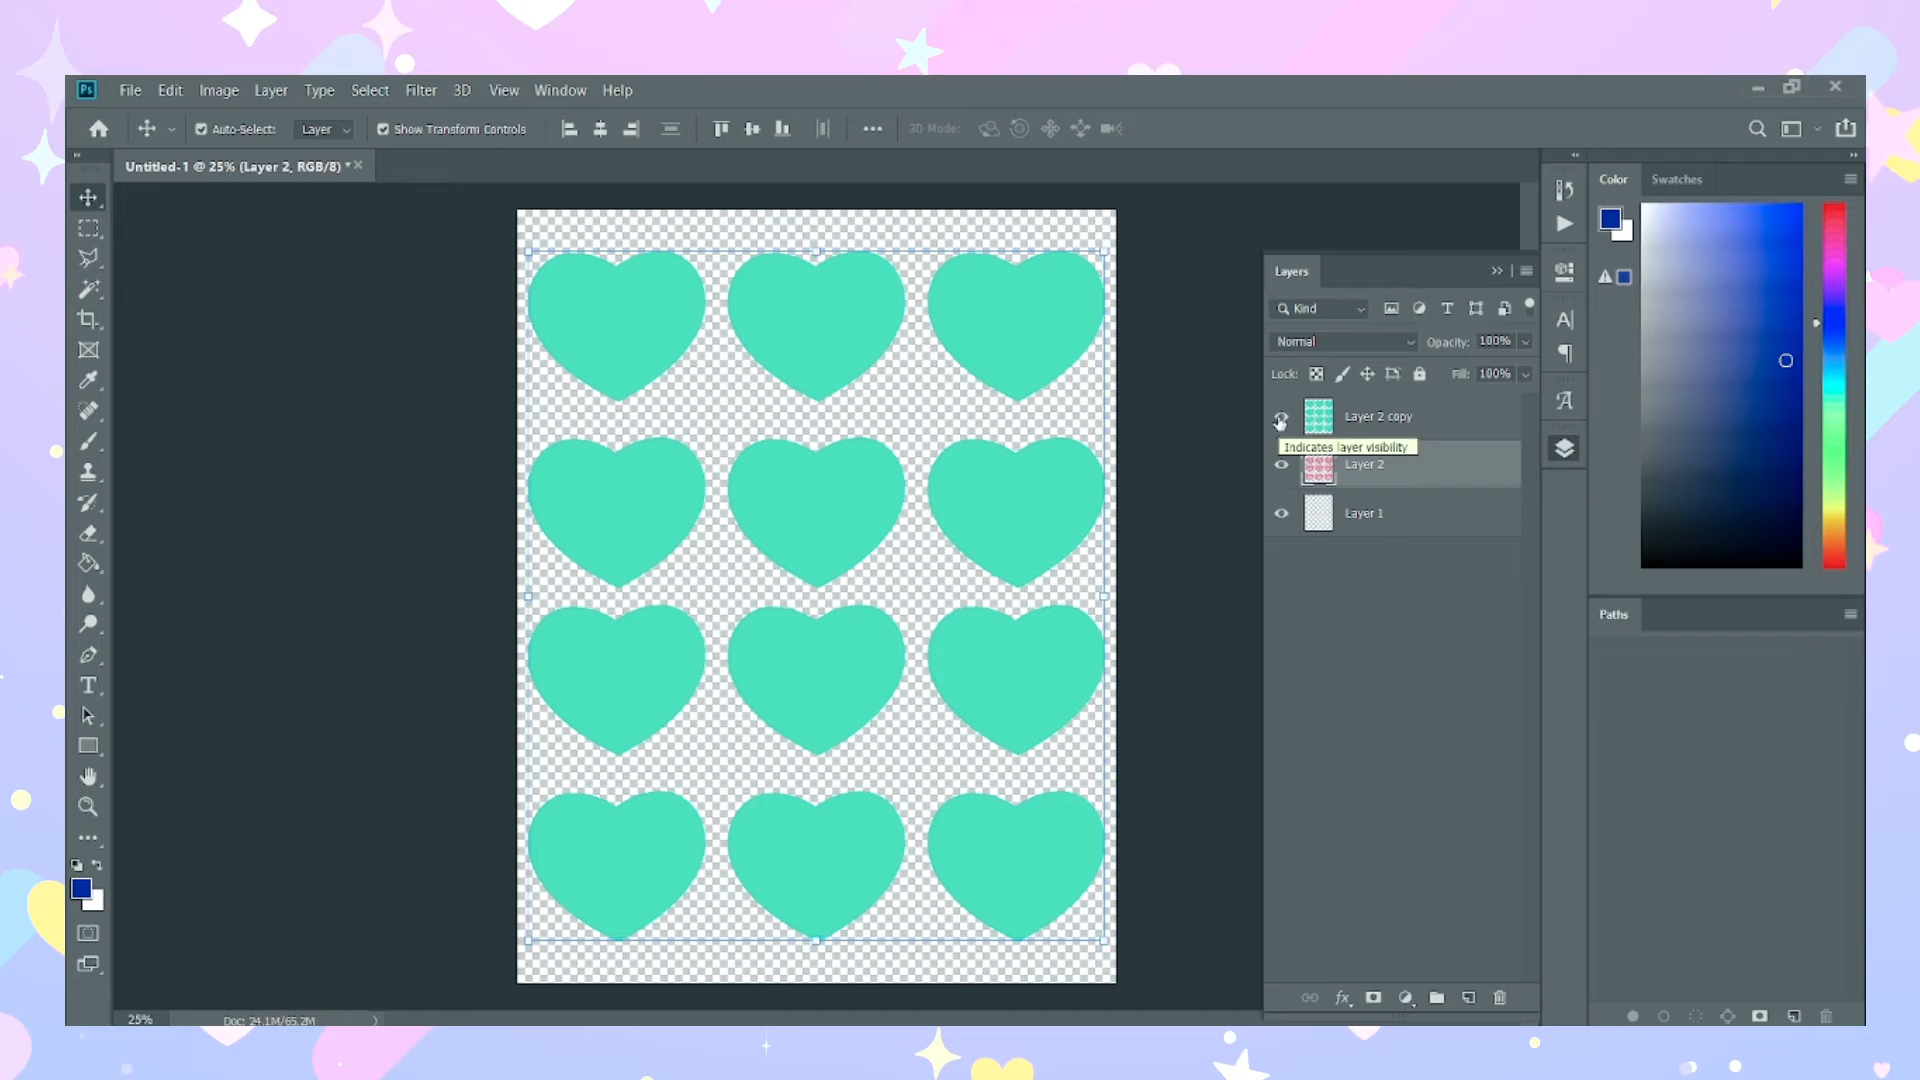 Ps File Edit Image Layer Type Select Filter 3D View Window Help
Auto-Select: Layer Show Transform Controls 3D Mode:
Untitled-1 @ 25% (Layer 2, RGB/8) *
Color Swatches
Layers
Kind
Normal Opacity: 100%
Lock: Fill: 100%
Layer 2 copy
Indicates layer visibility
Layer 2
Layer 1
Paths
25% Doc: 24.1M/65.2M